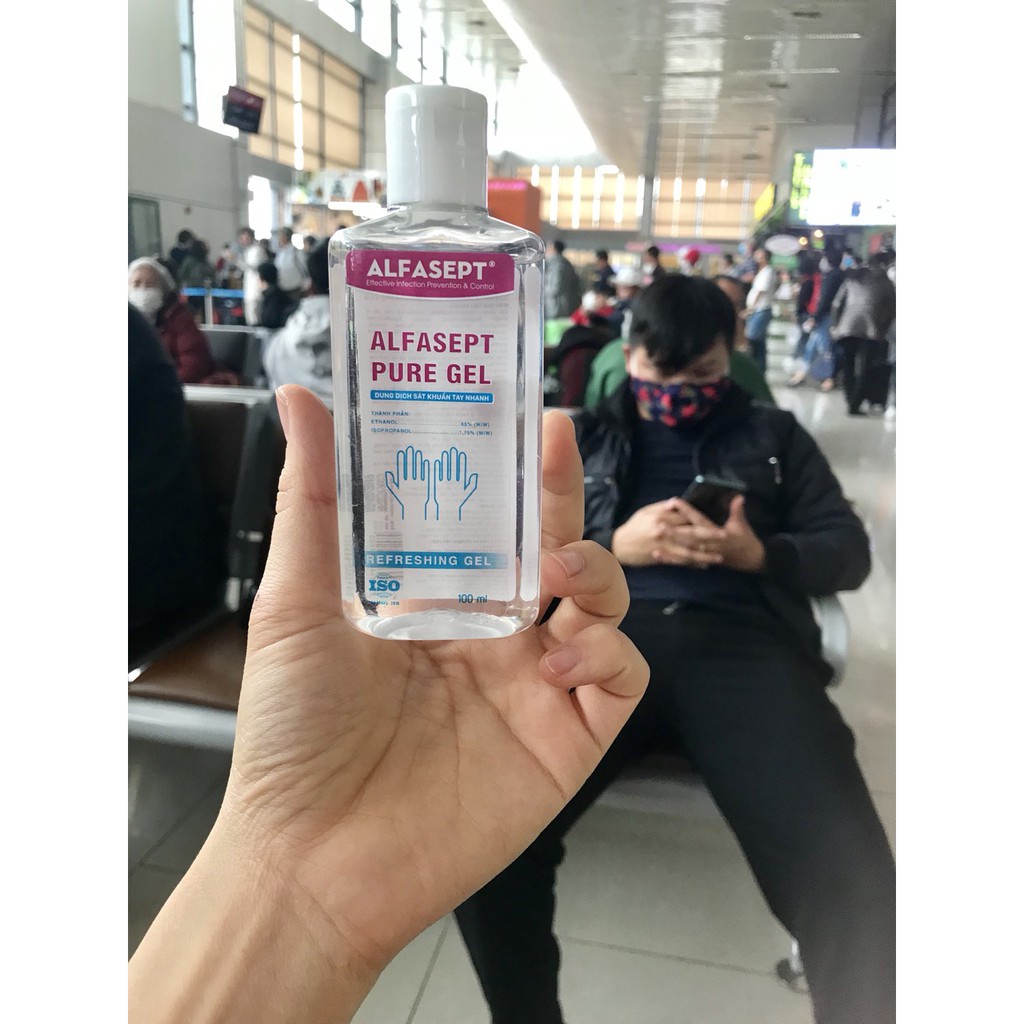 ALFASEPT®
Effective Infection Prevention & Control
ALFASEPT
PURE GEL
DUNG DỊCH SÁT KHUẨN TAY NHANH
THÀNH PHẦN:
ETHANOL 65% (W/W)
ISOPROPANOL (W/W)
REFRESHING GEL
ISO
100 ml